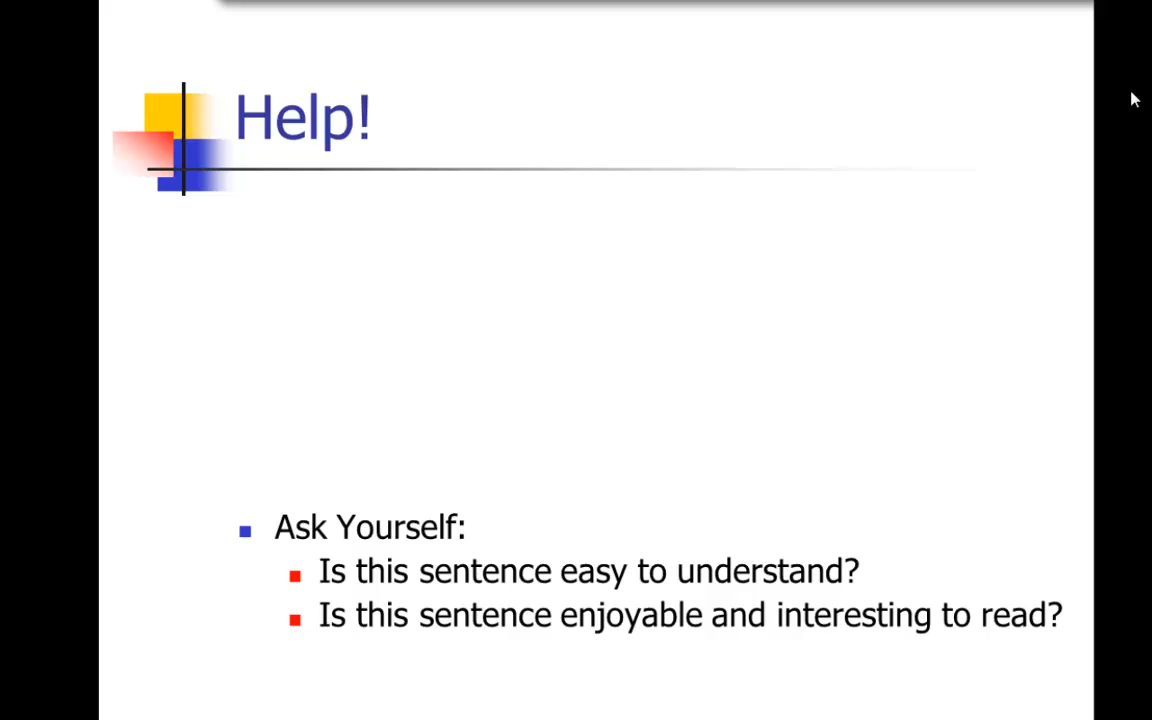 Help!
Ask Yourself:
Is this sentence easy to understand?
Is this sentence enjoyable and interesting to read?